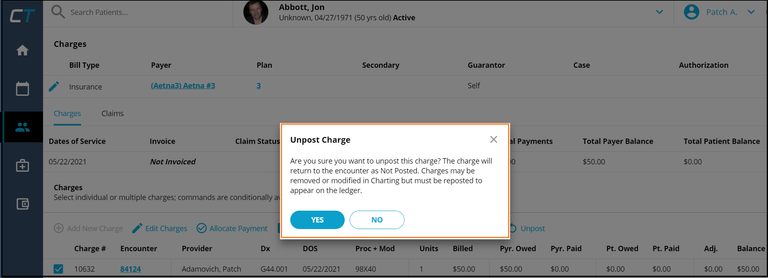 CT Search Patients... Abbott, Jon Patch A.
Unknown, 04/27/1971 (50 yrs old) Active
Charges
Bill Type Payer Plan Secondary Guarantor Case Authorization
Insurance (Aetna3) Aetna #3 3 Self
Charges Claims
Dates of Service Invoice Claim Status Payments Total Payer Balance Total Patient Balance
05/22/2021 Not Invoiced $50.00 $0.00
Unpost Charge
Are you sure you want to unpost this charge? The charge will
return to the encounter as Not Posted. Charges may be
removed or modified in Charting but must be reposted to
appear on the ledger.
YES NO
Charges
Select individual or multiple charges; commands are conditionally
Add New Charge Edit Charges Allocate Payment Unpost
Charge # Encounter Provider Dx DOS Proc + Mod Units Billed Pyr. Owed Pyr. Paid Pt. Owed Pt. Paid Adj. Balance
10632 84124 Adamovich, Patch G44.001 05/22/2021 98X40 1 $50.00 $50.00 $0.00 $0.00 $0.00 $0.00 $50.00